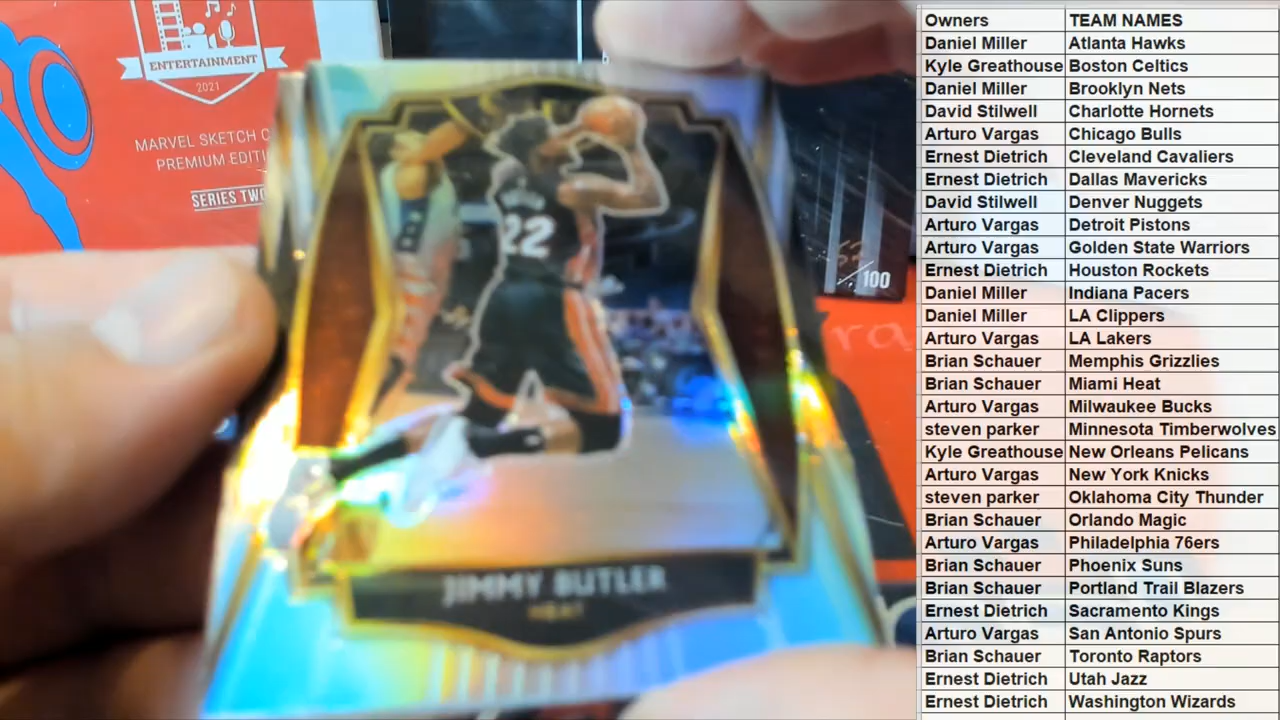 ENTERTAINMENT
2021
MARVEL SKETCH C
PREMIUM EDITI
SERIES TWO
22
/100
JIMMY BUTLER
HEAT
Owners TEAM NAMES
Daniel Miller Atlanta Hawks
Kyle Greathouse Boston Celtics
Daniel Miller Brooklyn Nets
David Stilwell Charlotte Hornets
Arturo Vargas Chicago Bulls
Ernest Dietrich Cleveland Cavaliers
Ernest Dietrich Dallas Mavericks
David Stilwell Denver Nuggets
Arturo Vargas Detroit Pistons
Arturo Vargas Golden State Warriors
Ernest Dietrich Houston Rockets
Daniel Miller Indiana Pacers
Daniel Miller LA Clippers
Arturo Vargas LA Lakers
Brian Schauer Memphis Grizzlies
Brian Schauer Miami Heat
Arturo Vargas Milwaukee Bucks
steven parker Minnesota Timberwolves
Kyle Greathouse New Orleans Pelicans
Arturo Vargas New York Knicks
steven parker Oklahoma City Thunder
Brian Schauer Orlando Magic
Arturo Vargas Philadelphia 76ers
Brian Schauer Phoenix Suns
Brian Schauer Portland Trail Blazers
Ernest Dietrich Sacramento Kings
Arturo Vargas San Antonio Spurs
Brian Schauer Toronto Raptors
Ernest Dietrich Utah Jazz
Ernest Dietrich Washington Wizards